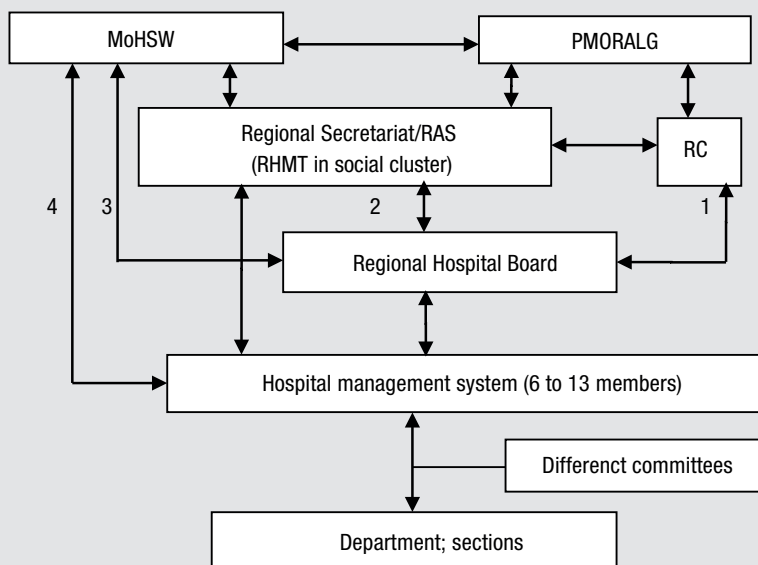 MoHSW
PMORALG
Regional Secretariat/RAS
(RHMT in social cluster)
RC
4
3
2
1
Regional Hospital Board
Hospital management system (6 to 13 members)
Differenct committees
Department; sections